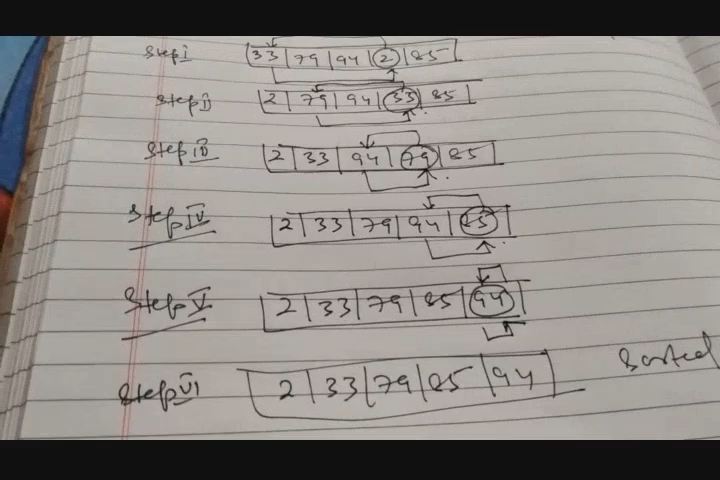 Step I 33 | 79 | 94 | 2 | 85
Step II 2 | 79 | 94 | 33 | 85
Step III 2 | 33 | 94 | 79 | 85
Step IV 2 | 33 | 79 | 94 | 85
Step V 2 | 33 | 79 | 85 | 94
Step VI 2 | 33 | 79 | 85 | 94 Sorted